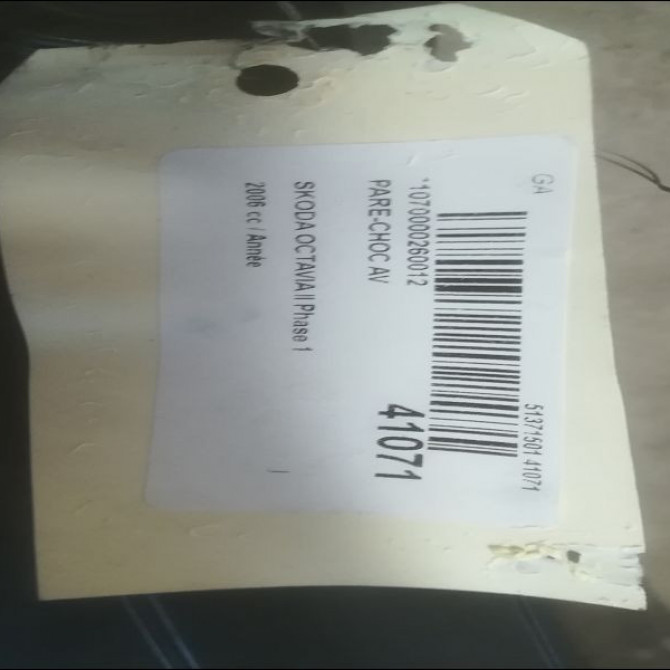 GA
51371501 41071
*1070000260012
PARE-CHOC AV
41071
SKODA OCTAVIA II Phase 1
2006 cc / Année